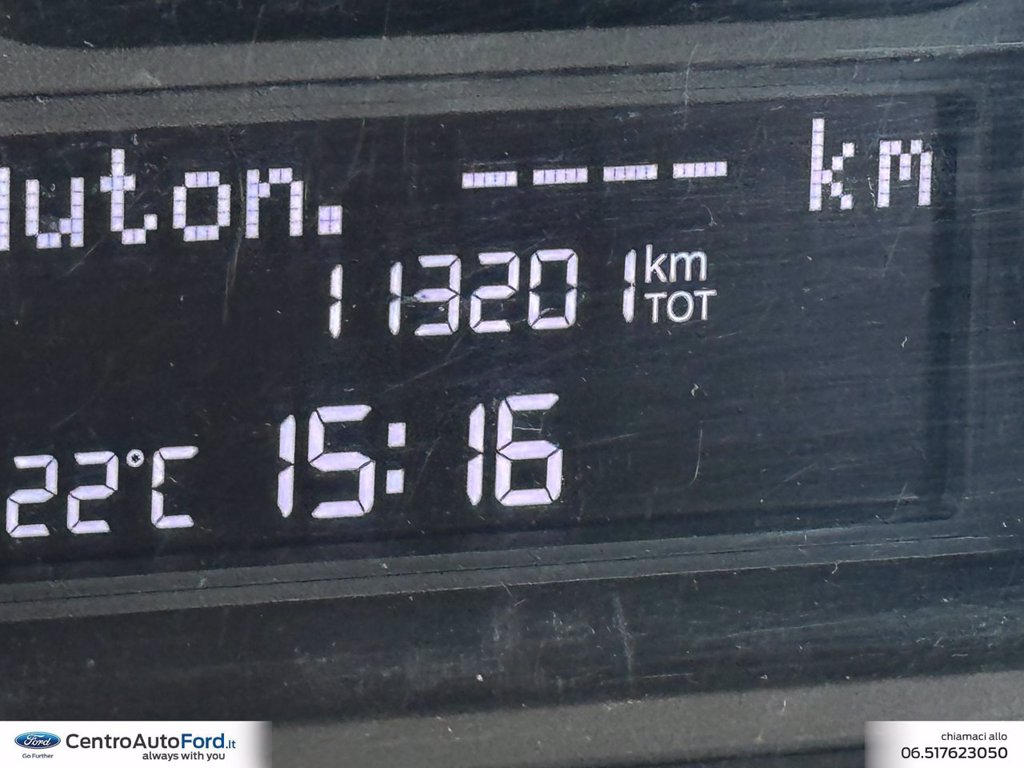 Auton. ---- km
113201 km TOT
22°C 15:16
Ford
Go Further
CentroAutoFord.it
always with you
chiamaci allo
06.517623050